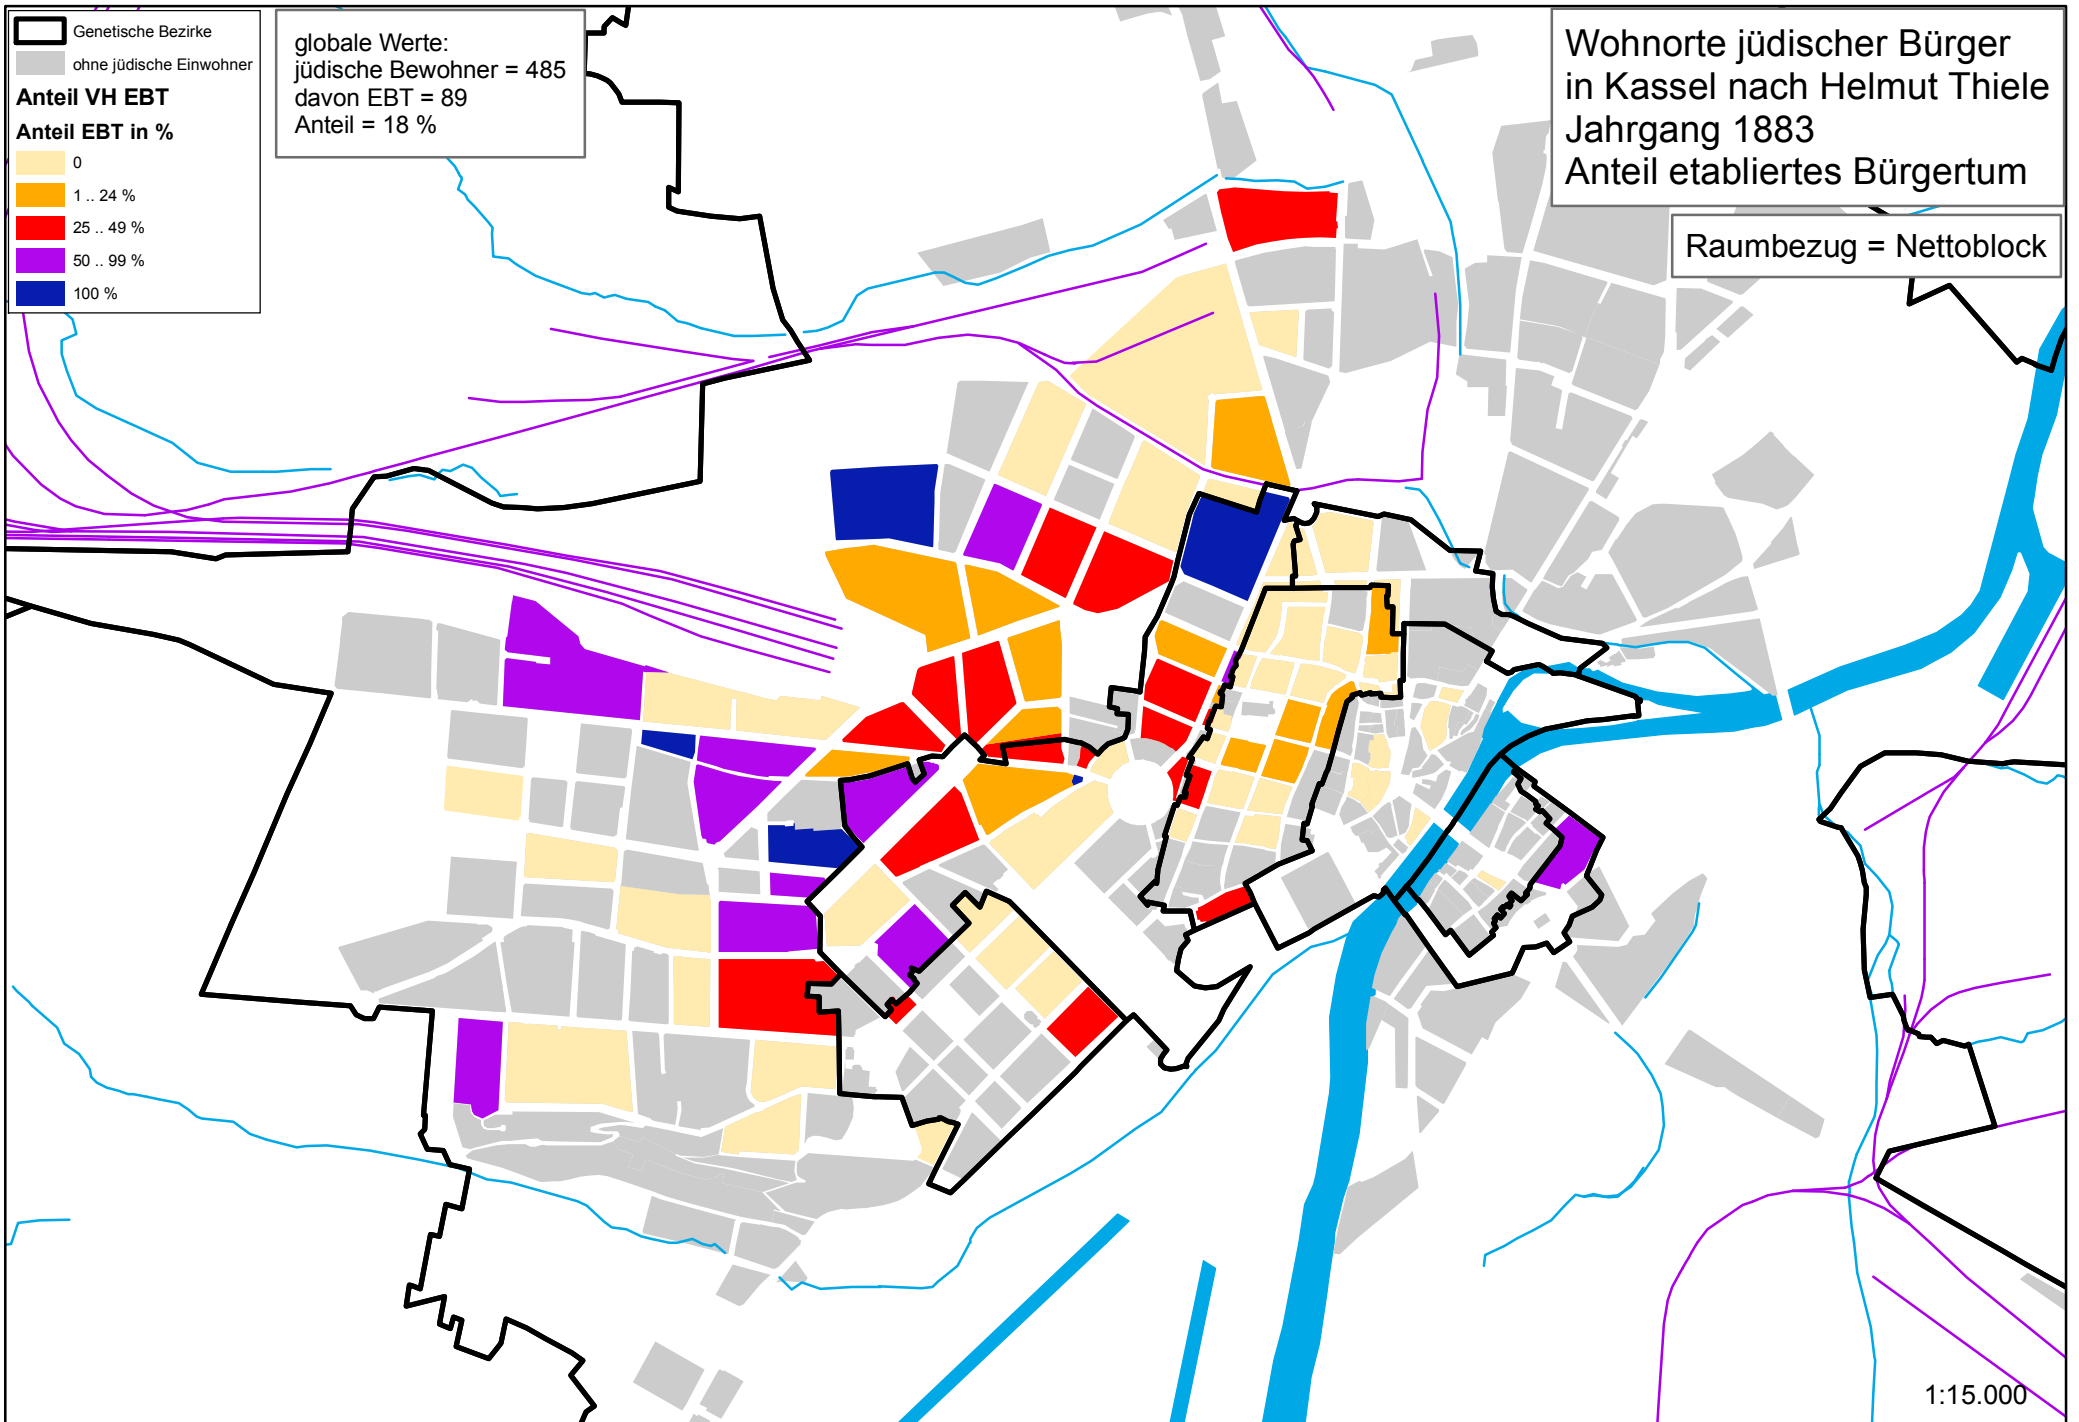 Genetische Bezirke
ohne jüdische Einwohner
Anteil VH EBT
Anteil EBT in %
0
1 .. 24 %
25 .. 49 %
50 .. 99 %
100 %
globale Werte:
jüdische Bewohner = 485
davon EBT = 89
Anteil = 18 %
Wohnorte jüdischer Bürger
in Kassel nach Helmut Thiele
Jahrgang 1883
Anteil etabliertes Bürgertum
Raumbezug = Nettoblock
1:15.000